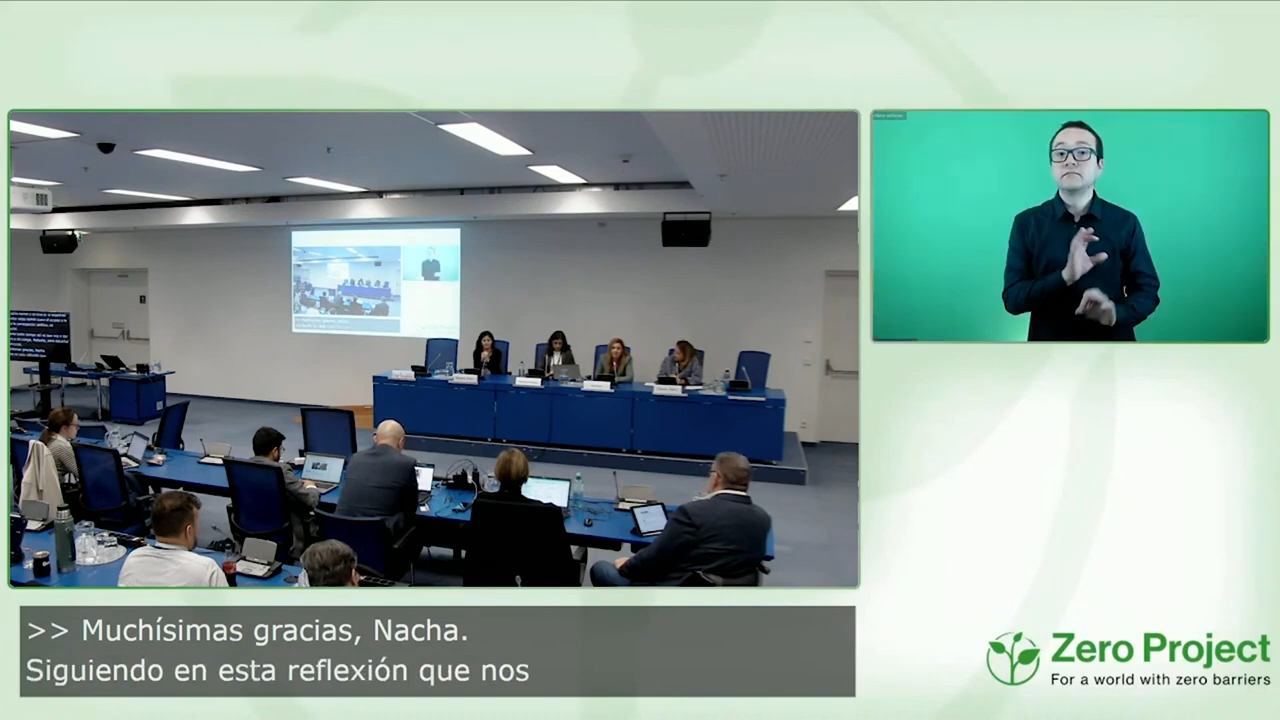 >> Muchísimas gracias, Nacha.
Siguiendo en esta reflexión que nos
Zero Project
For a world with zero barriers